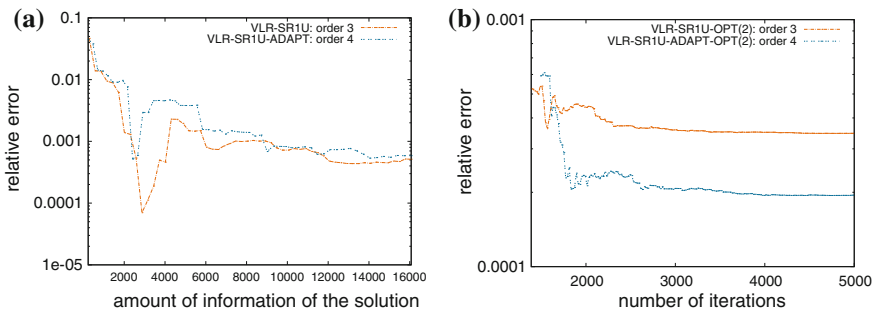 (a)
VLR-SR1U: order 3
VLR-SR1U-ADAPT: order 4
relative error
0.1
0.01
0.001
0.0001
1e-05
2000 4000 6000 8000 10000 12000 14000 16000
amount of information of the solution
(b)
VLR-SR1U-OPT(2): order 3
VLR-SR1U-ADAPT-OPT(2): order 4
relative error
0.001
0.0001
2000 3000 4000 5000
number of iterations